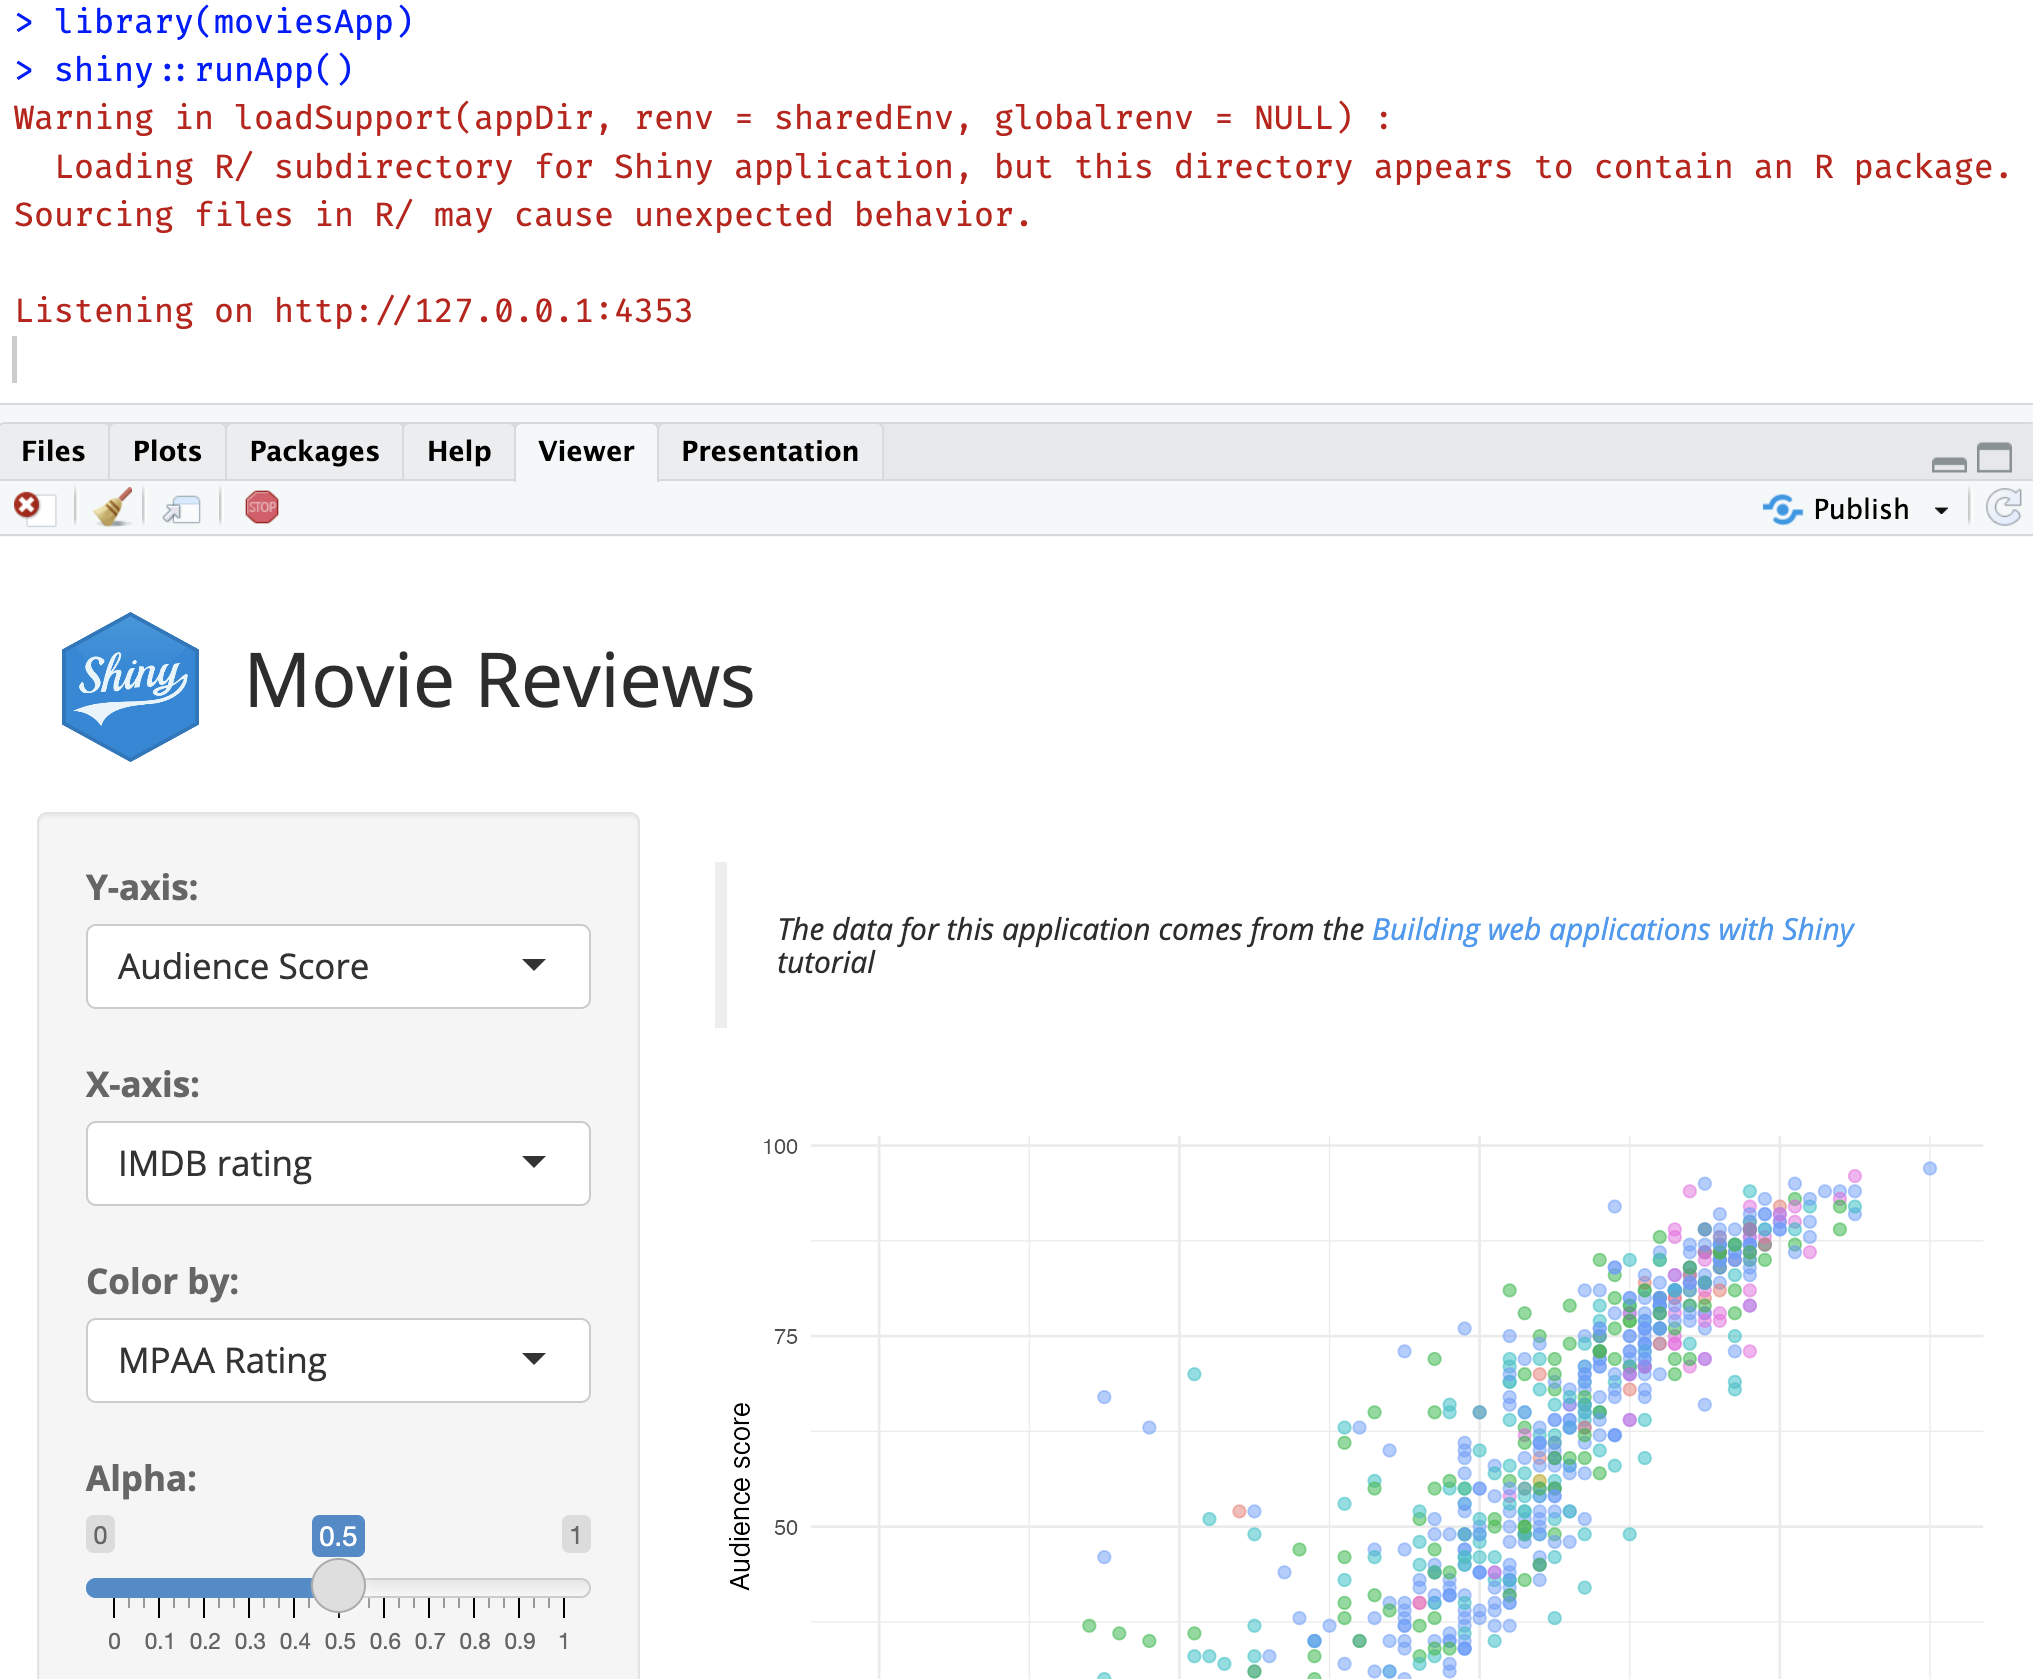 > library(moviesApp)
> shiny::runApp()
Warning in loadSupport(appDir, renv = sharedEnv, globalrenv = NULL) :
  Loading R/ subdirectory for Shiny application, but this directory appears to contain an R package.
Sourcing files in R/ may cause unexpected behavior.
Listening on http://127.0.0.1:4353
Files Plots Packages Help Viewer Presentation
STOP Publish
Shiny Movie Reviews
Y-axis:
Audience Score
X-axis:
IMDB rating
Color by:
MPAA Rating
Alpha:
0 0.5 1
0 0.1 0.2 0.3 0.4 0.5 0.6 0.7 0.8 0.9 1
The data for this application comes from the Building web applications with Shiny
tutorial
100
75
50
Audience score